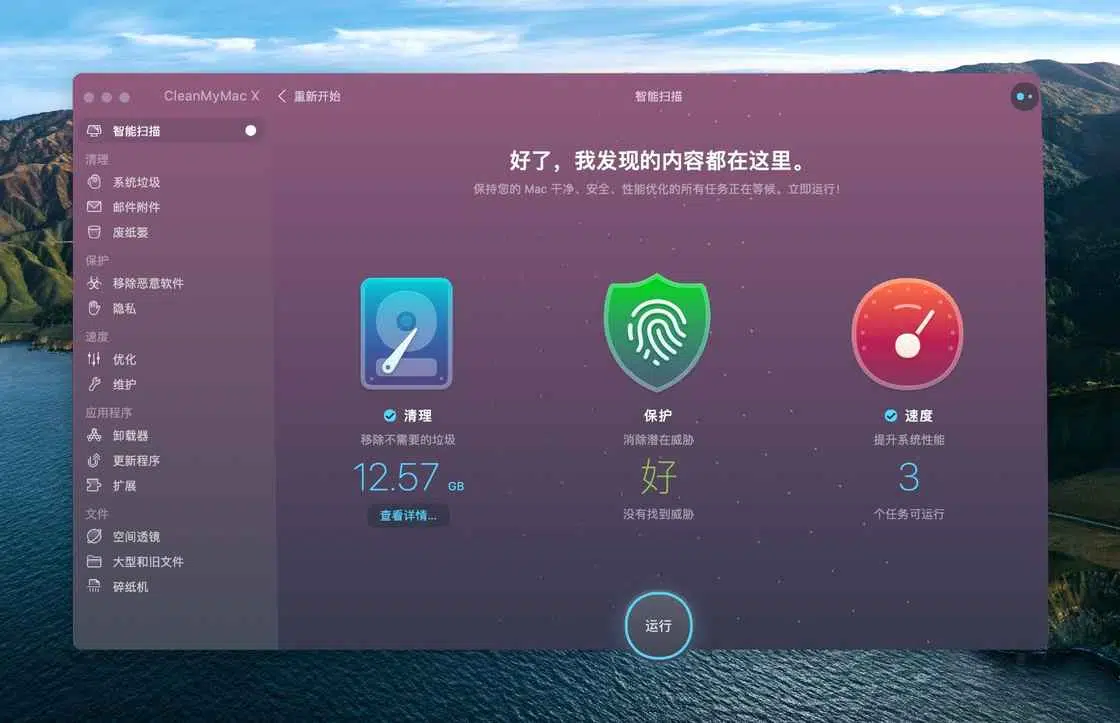 CleanMyMac X
重新开始
智能扫描
智能扫描
清理
系统垃圾
邮件附件
废纸篓
保护
移除恶意软件
隐私
速度
优化
维护
应用程序
卸载器
更新程序
扩展
文件
空间透镜
大型和旧文件
碎纸机
好了，我发现的内容都在这里。
保持您的 Mac 干净、安全、性能优化的所有任务正在等候。立即运行！
清理
移除不需要的垃圾
12.57 GB
查看详情...
保护
消除潜在威胁
好
没有找到威胁
速度
提升系统性能
3
个任务可运行
运行